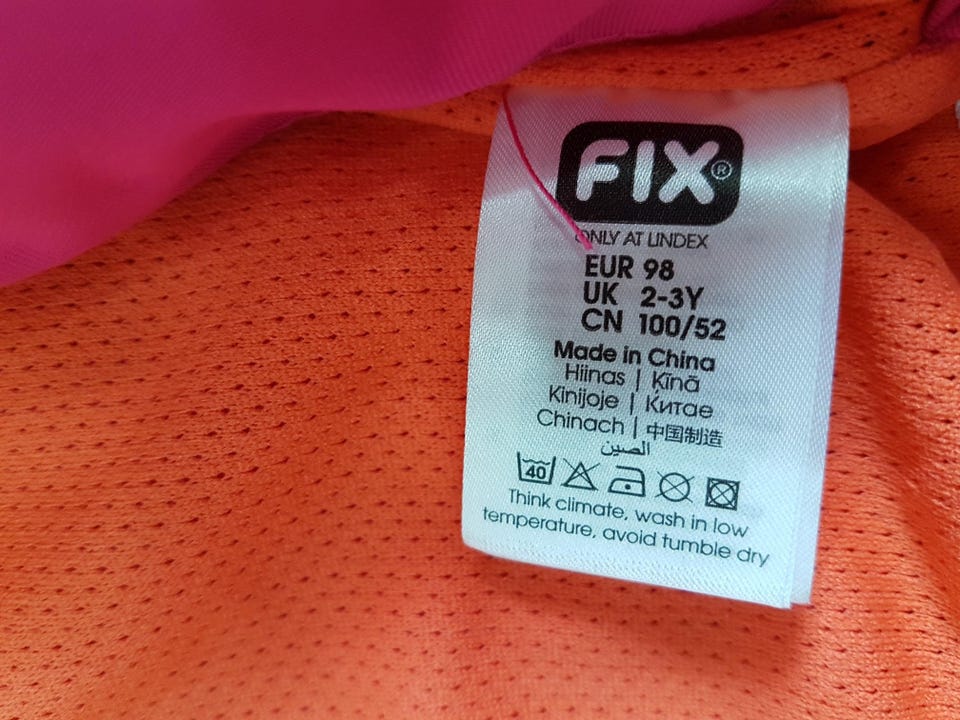 FIX®
ONLY AT LINDEX
EUR 98
UK 2-3Y
CN 100/52
Made in China
Hiinas | Ķīnā
Kinijoje | Китае
Chinach | 中国制造
الصين
40
Think climate, wash in low
temperature, avoid tumble dry